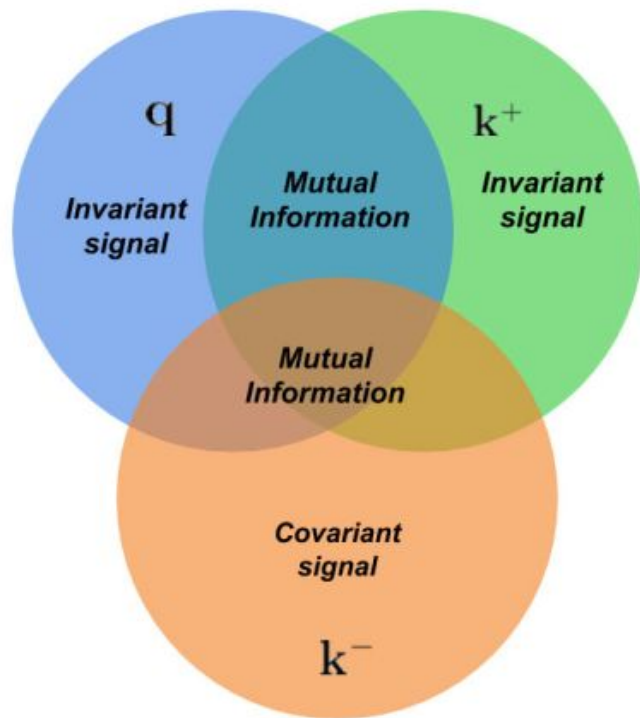 q
k⁺
Invariant
signal
Mutual
Information
Invariant
signal
Mutual
Information
Covariant
signal
k⁻